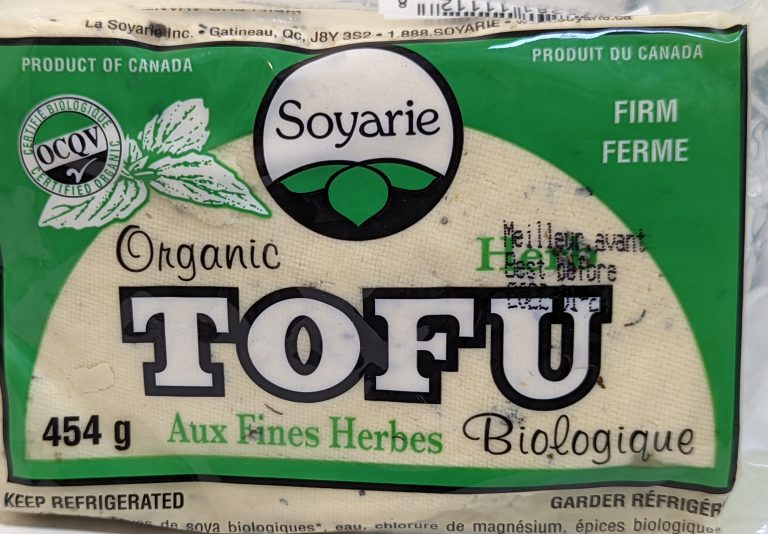 La Soyarie Inc. • Gatineau, Qc, J8Y 3S2 • 1.888.SOYARIE •
PRODUCT OF CANADA
PRODUIT DU CANADA
CERTIFIÉ BIOLOGIQUE
OCQV
CERTIFIED ORGANIC
Soyarie
FIRM
FERME
Organic
Herb
Meilleur avant
Best before
TOFU
454 g
Aux Fines Herbes
Biologique
KEEP REFRIGERATED
GARDER RÉFRIGÉR
de soya biologiques*, eau, chlorure de magnésium, épices biologique